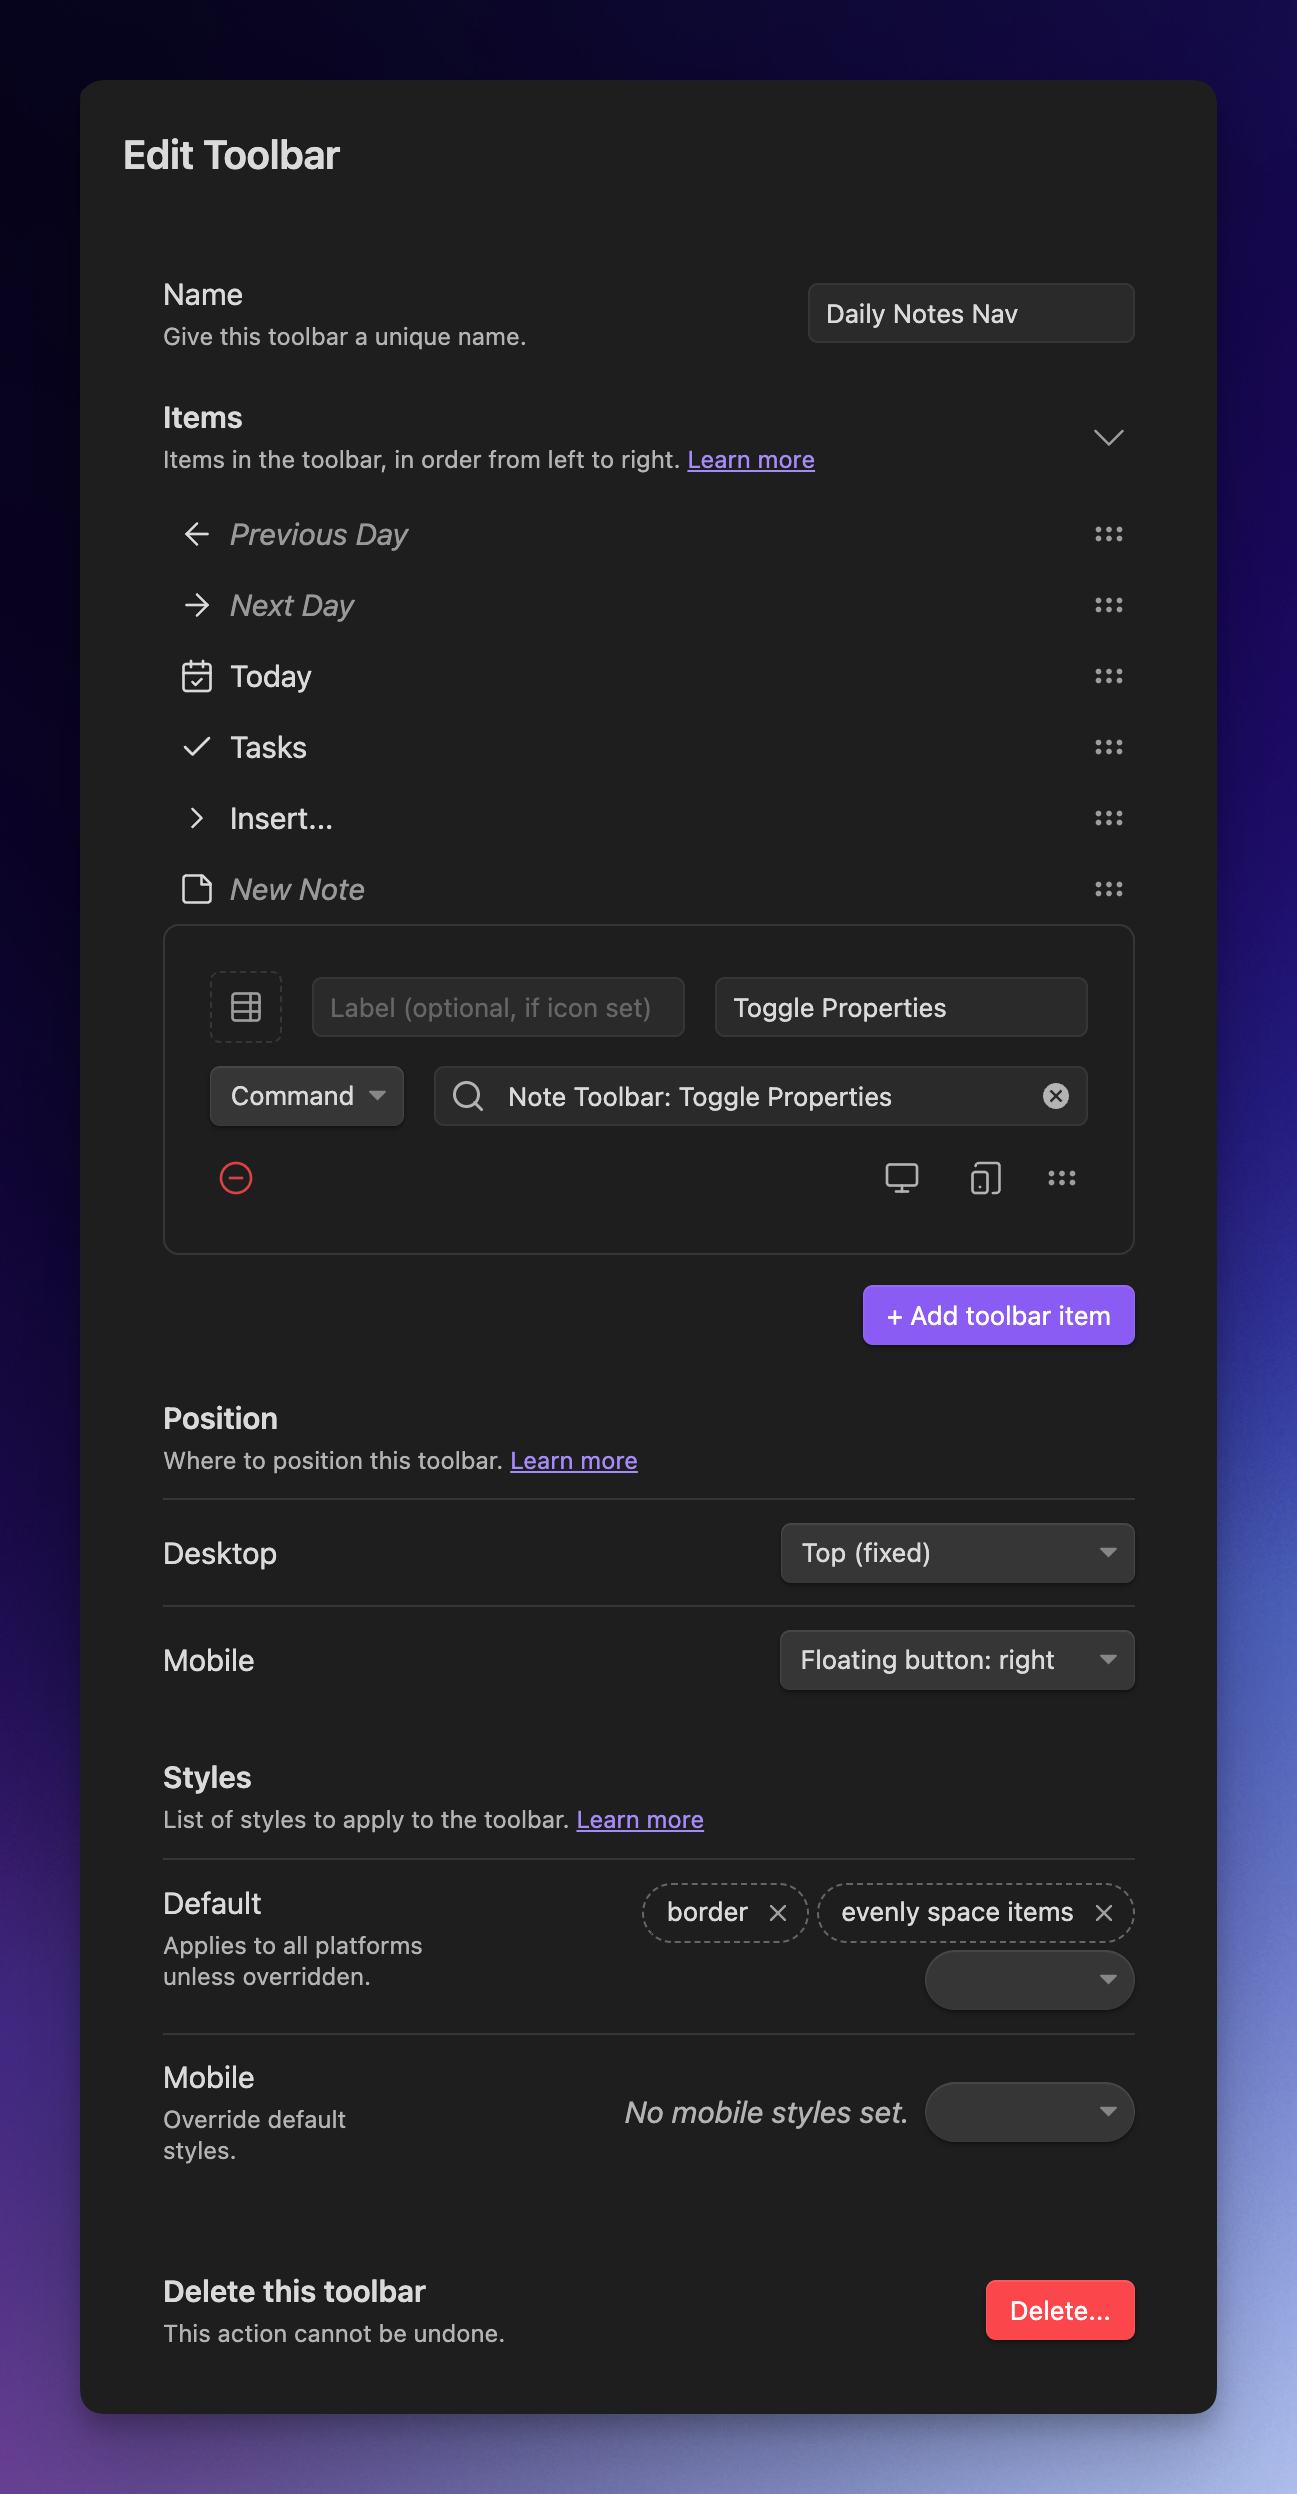 Edit Toolbar
Name
Give this toolbar a unique name.
Daily Notes Nav
Items
Items in the toolbar, in order from left to right. Learn more
Previous Day
Next Day
Today
Tasks
Insert...
New Note
Label (optional, if icon set)
Toggle Properties
Command
Note Toolbar: Toggle Properties
+ Add toolbar item
Position
Where to position this toolbar. Learn more
Desktop
Top (fixed)
Mobile
Floating button: right
Styles
List of styles to apply to the toolbar. Learn more
Default
Applies to all platforms
unless overridden.
border
evenly space items
Mobile
Override default
styles.
No mobile styles set.
Delete this toolbar
This action cannot be undone.
Delete...